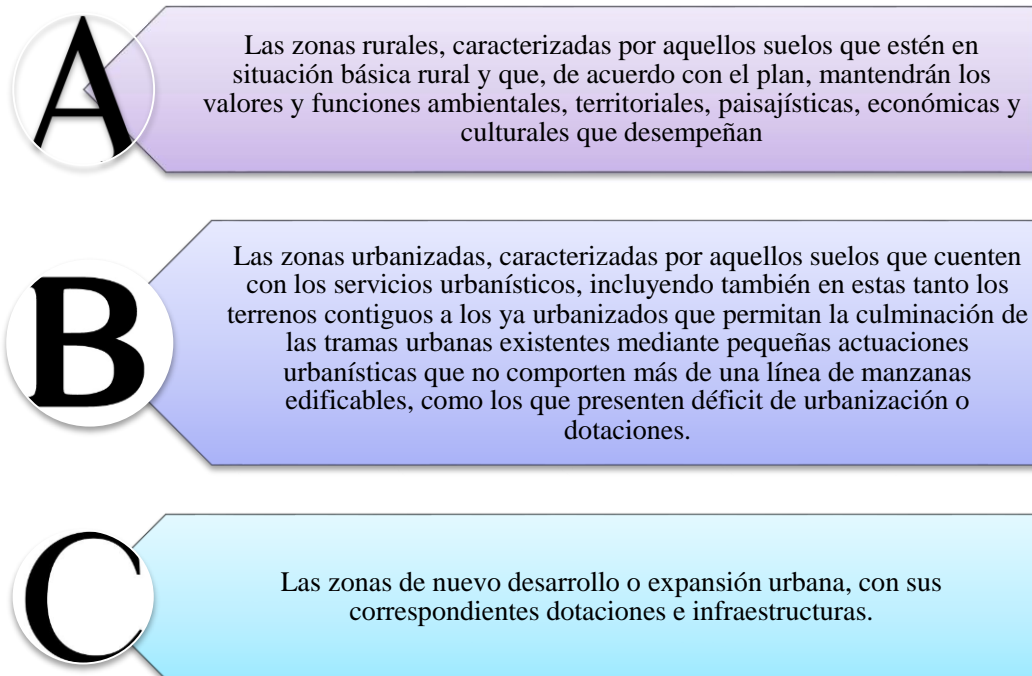 A
Las zonas rurales, caracterizadas por aquellos suelos que estén en
situación básica rural y que, de acuerdo con el plan, mantendrán los
valores y funciones ambientales, territoriales, paisajísticas, económicas y
culturales que desempeñan
B
Las zonas urbanizadas, caracterizadas por aquellos suelos que cuenten
con los servicios urbanísticos, incluyendo también en estas tanto los
terrenos contiguos a los ya urbanizados que permitan la culminación de
las tramas urbanas existentes mediante pequeñas actuaciones
urbanísticas que no comporten más de una línea de manzanas
edificables, como los que presenten déficit de urbanización o
dotaciones.
C
Las zonas de nuevo desarrollo o expansión urbana, con sus
correspondientes dotaciones e infraestructuras.